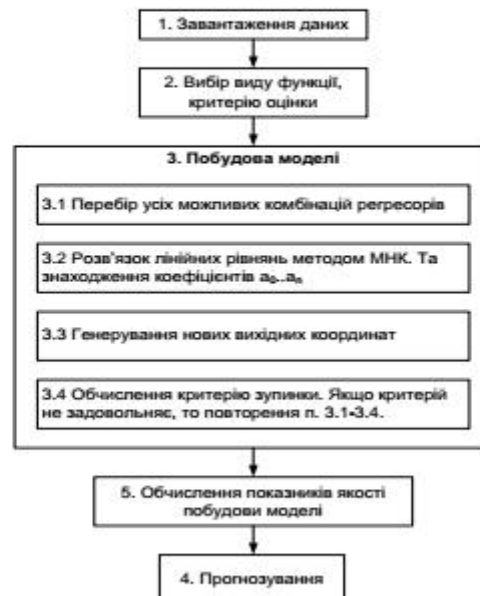 1. Завантаження даних
2. Вибір виду функції,
критерію оцінки
3. Побудова моделі
3.1 Перебір усіх можливих комбінацій регресорів
3.2 Розв'язок лінійних рівнянь методом МНК. Та
знаходження коефіцієнтів a₀..aₙ
3.3 Генерування нових вихідних координат
3.4 Обчислення критерію зупинки. Якщо критерій
не задовольняє, то повторення п. 3.1-3.4.
5. Обчислення показників якості
побудови моделі
4. Прогнозування